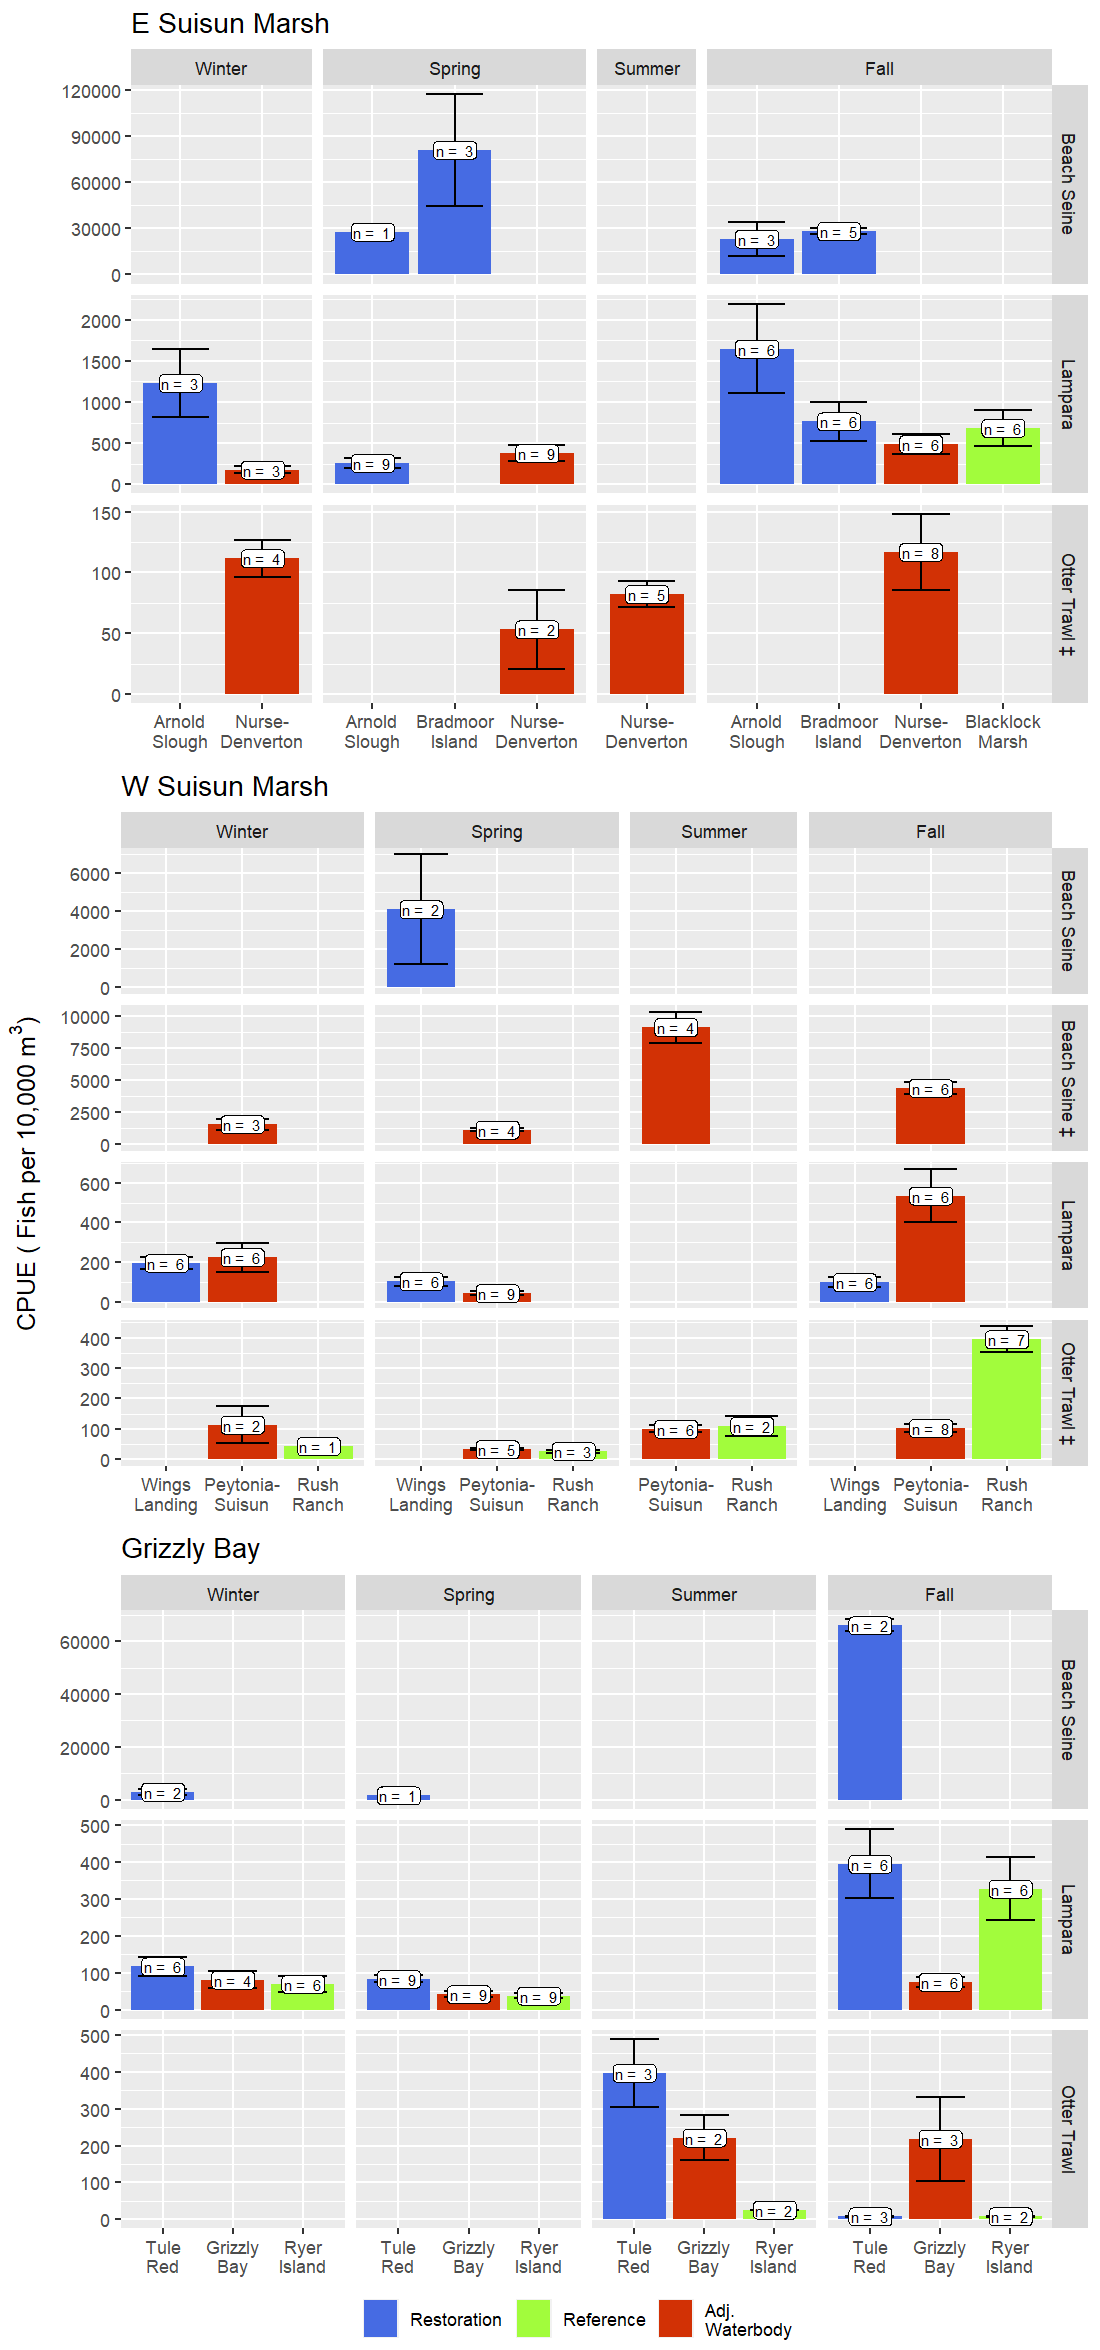 E Suisun Marsh
Winter Spring Summer Fall
120000
90000
60000
30000
0
n = 1 n = 3 n = 3 n = 5
Beach Seine
2000
1500
1000
500
0
n = 3 n = 3 n = 9 n = 9 n = 6 n = 6 n = 6 n = 6
Lampara
150
100
50
0
n = 4 n = 2 n = 5 n = 8
Otter Trawl ‡
Arnold Nurse- Arnold Bradmoor Nurse- Nurse- Arnold Bradmoor Nurse- Blacklock
Slough Denverton Slough Island Denverton Denverton Slough Island Denverton Marsh
W Suisun Marsh
Winter Spring Summer Fall
CPUE ( Fish per 10,000 m³)
6000
4000
2000
0
n = 2
Beach Seine
10000
7500
5000
2500
0
n = 3 n = 4 n = 4 n = 6
Beach Seine ‡
600
400
200
0
n = 6 n = 6 n = 6 n = 9 n = 6 n = 6
Lampara
400
300
200
100
0
n = 2 n = 1 n = 5 n = 3 n = 6 n = 2 n = 8 n = 7
Otter Trawl ‡
Wings Peytonia- Rush Wings Peytonia- Rush Peytonia- Rush Wings Peytonia- Rush
Landing Suisun Ranch Landing Suisun Ranch Suisun Ranch Landing Suisun Ranch
Grizzly Bay
Winter Spring Summer Fall
60000
40000
20000
0
n = 2 n = 1 n = 2
Beach Seine
500
400
300
200
100
0
n = 6 n = 4 n = 6 n = 9 n = 9 n = 9 n = 6 n = 6 n = 6
Lampara
500
400
300
200
100
0
n = 3 n = 2 n = 2 n = 3 n = 3 n = 2
Otter Trawl
Tule Grizzly Ryer Tule Grizzly Ryer Tule Grizzly Ryer Tule Grizzly Ryer
Red Bay Island Red Bay Island Red Bay Island Red Bay Island
Restoration Reference Adj.
Waterbody